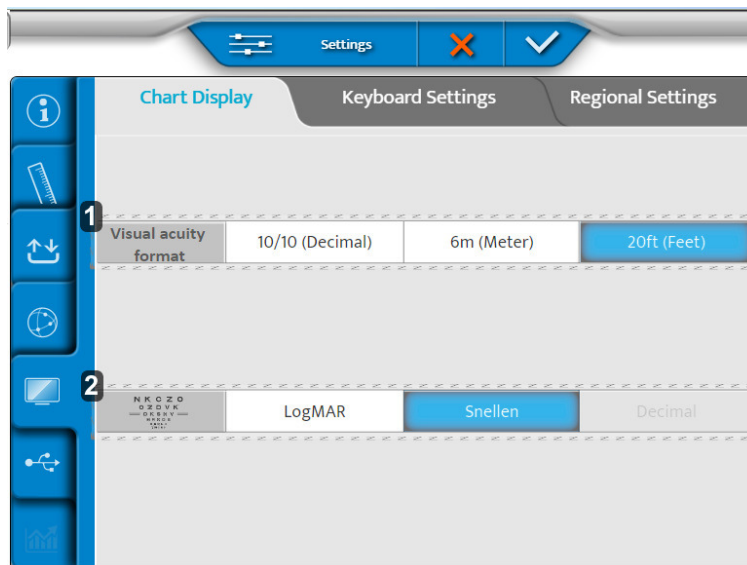 Settings
Chart Display Keyboard Settings Regional Settings
1
Visual acuity
format
10/10 (Decimal) 6m (Meter) 20ft (Feet)
2
N K C Z O
O Z D V K
LogMAR Snellen Decimal